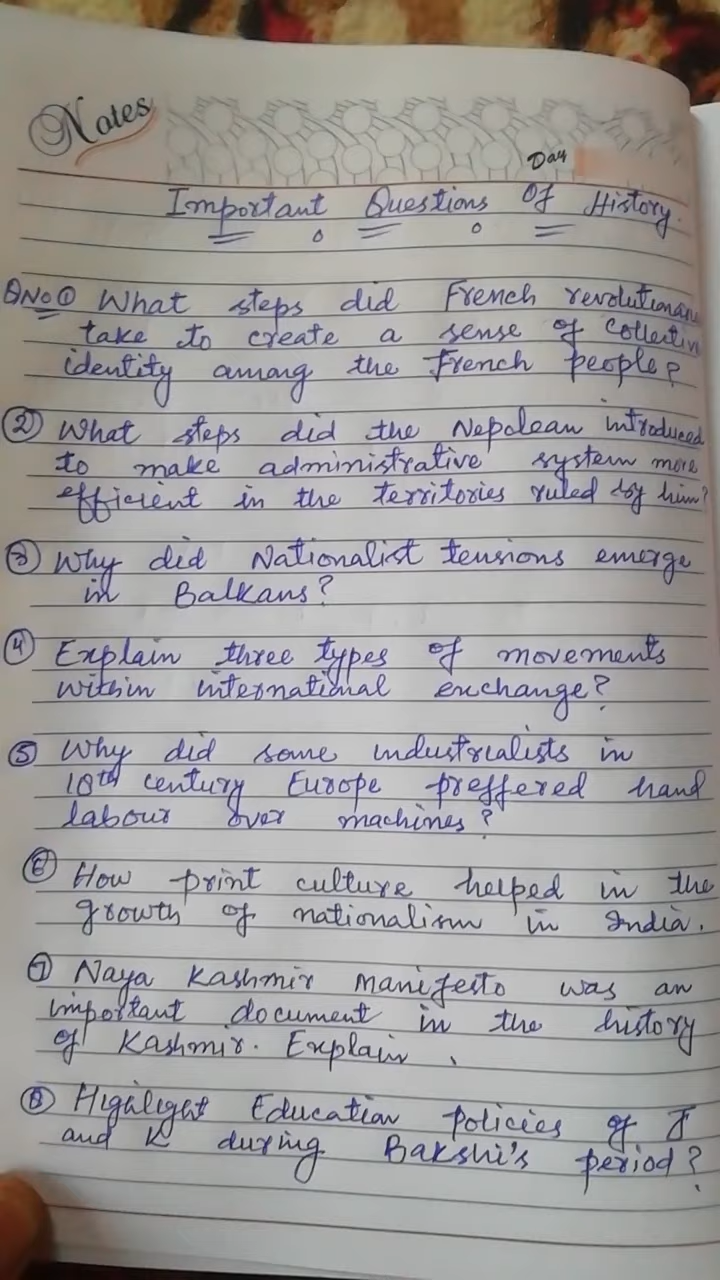 Notes
Day
Important Questions Of History.
QNo ① What steps did French revolutionar
take to create a sense of Collectiv
identity among the French people?
② What steps did the Nepolean introduced
to make administrative system more
efficient in the territories ruled by him?
③ Why did Nationalist tensions emerge
in Balkans?
④ Explain three types of movements
within international exchange?
⑤ Why did some industrialists in
18th century Europe preffered hand
labour over machines?
⑥ How print culture helped in the
growth of nationalism in India.
⑦ Naya Kashmir manifesto was an
important document in the history
of Kashmir. Explain.
⑧ Highlight Education policies of J
and K during Bakshi's period?